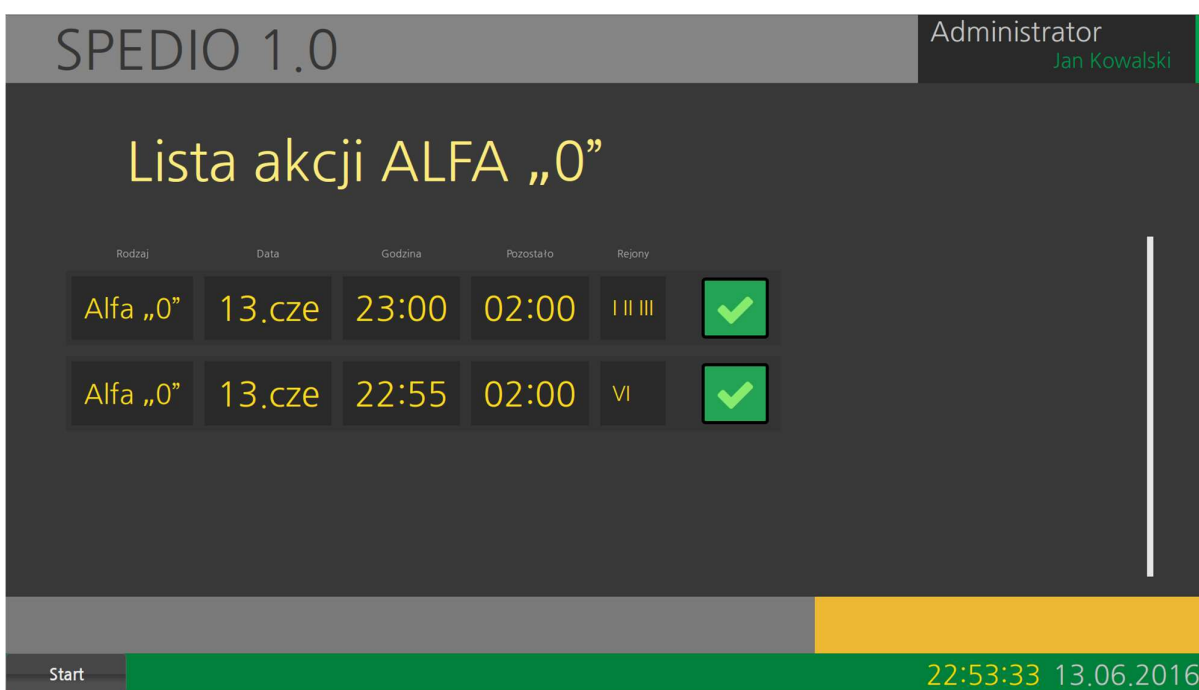 SPEDIO 1.0
Administrator
Jan Kowalski
Lista akcji ALFA „0”
Rodzaj Data Godzina Pozostało Rejony
Alfa „0” 13.cze 23:00 02:00 I II III
Alfa „0” 13.cze 22:55 02:00 VI
Start
22:53:33 13.06.2016